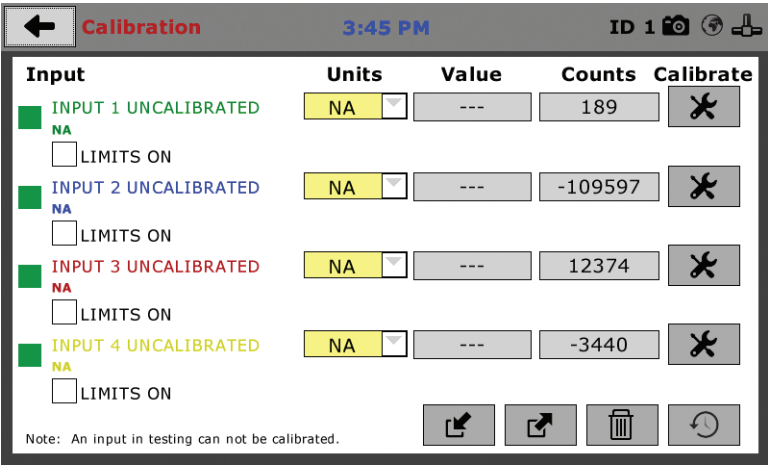 Calibration 3:45 PM ID 1
Input Units Value Counts Calibrate
INPUT 1 UNCALIBRATED NA --- 189
NA
LIMITS ON
INPUT 2 UNCALIBRATED NA --- -109597
NA
LIMITS ON
INPUT 3 UNCALIBRATED NA --- 12374
NA
LIMITS ON
INPUT 4 UNCALIBRATED NA --- -3440
NA
LIMITS ON
Note: An input in testing can not be calibrated.